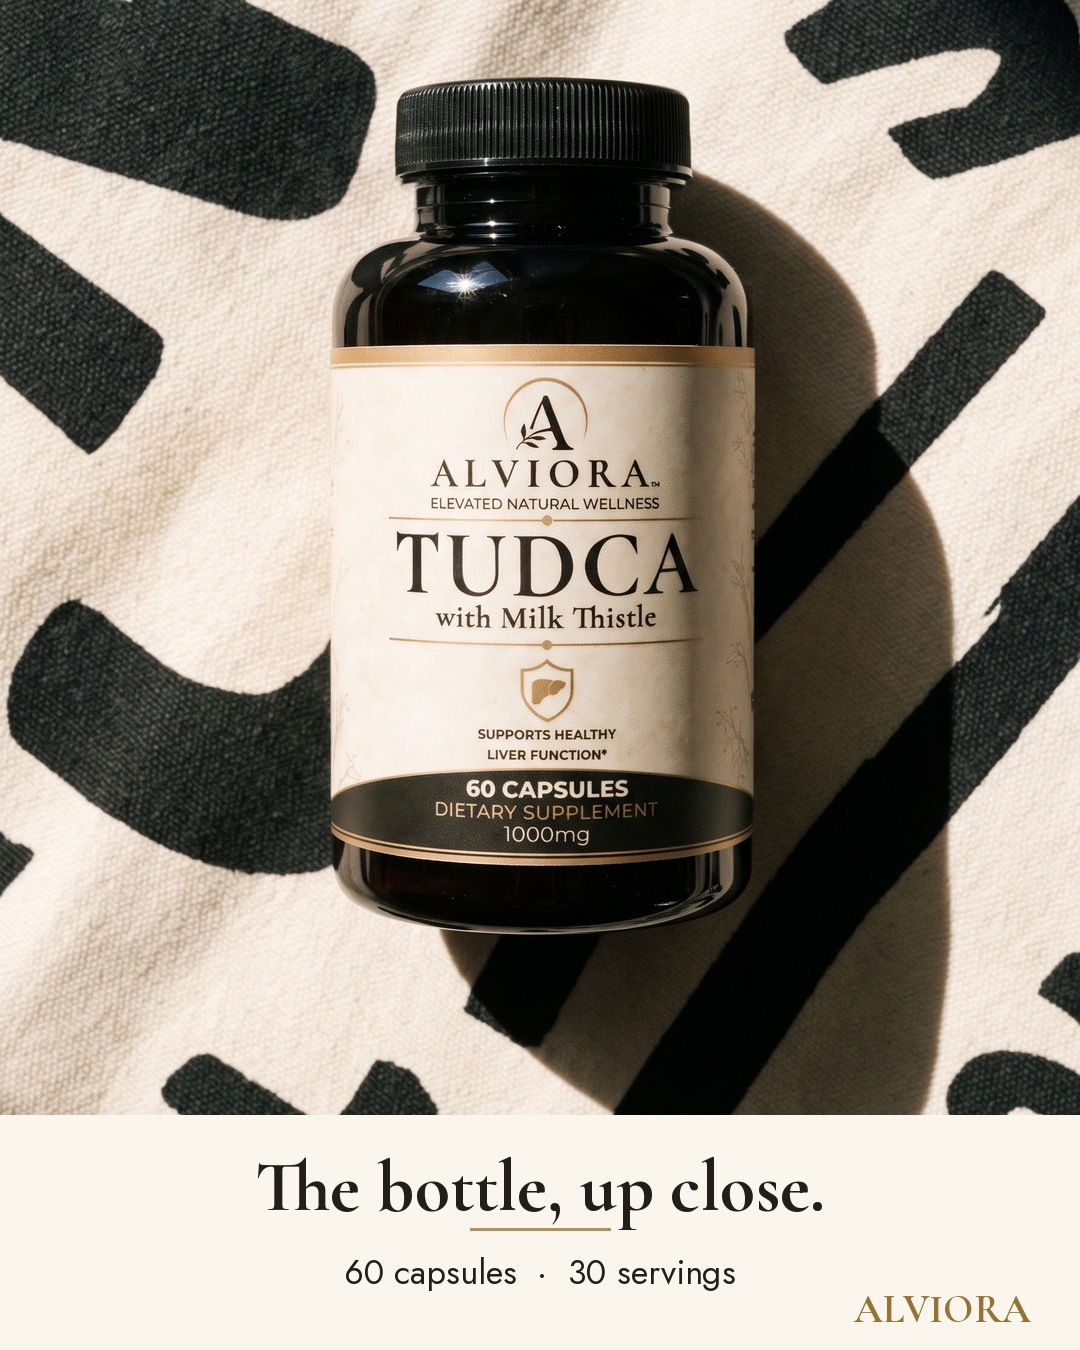 A
ALVIORA™
ELEVATED NATURAL WELLNESS
TUDCA
with Milk Thistle
SUPPORTS HEALTHY
LIVER FUNCTION*
60 CAPSULES
DIETARY SUPPLEMENT
1000mg
The bottle, up close.
60 capsules · 30 servings
ALVIORA